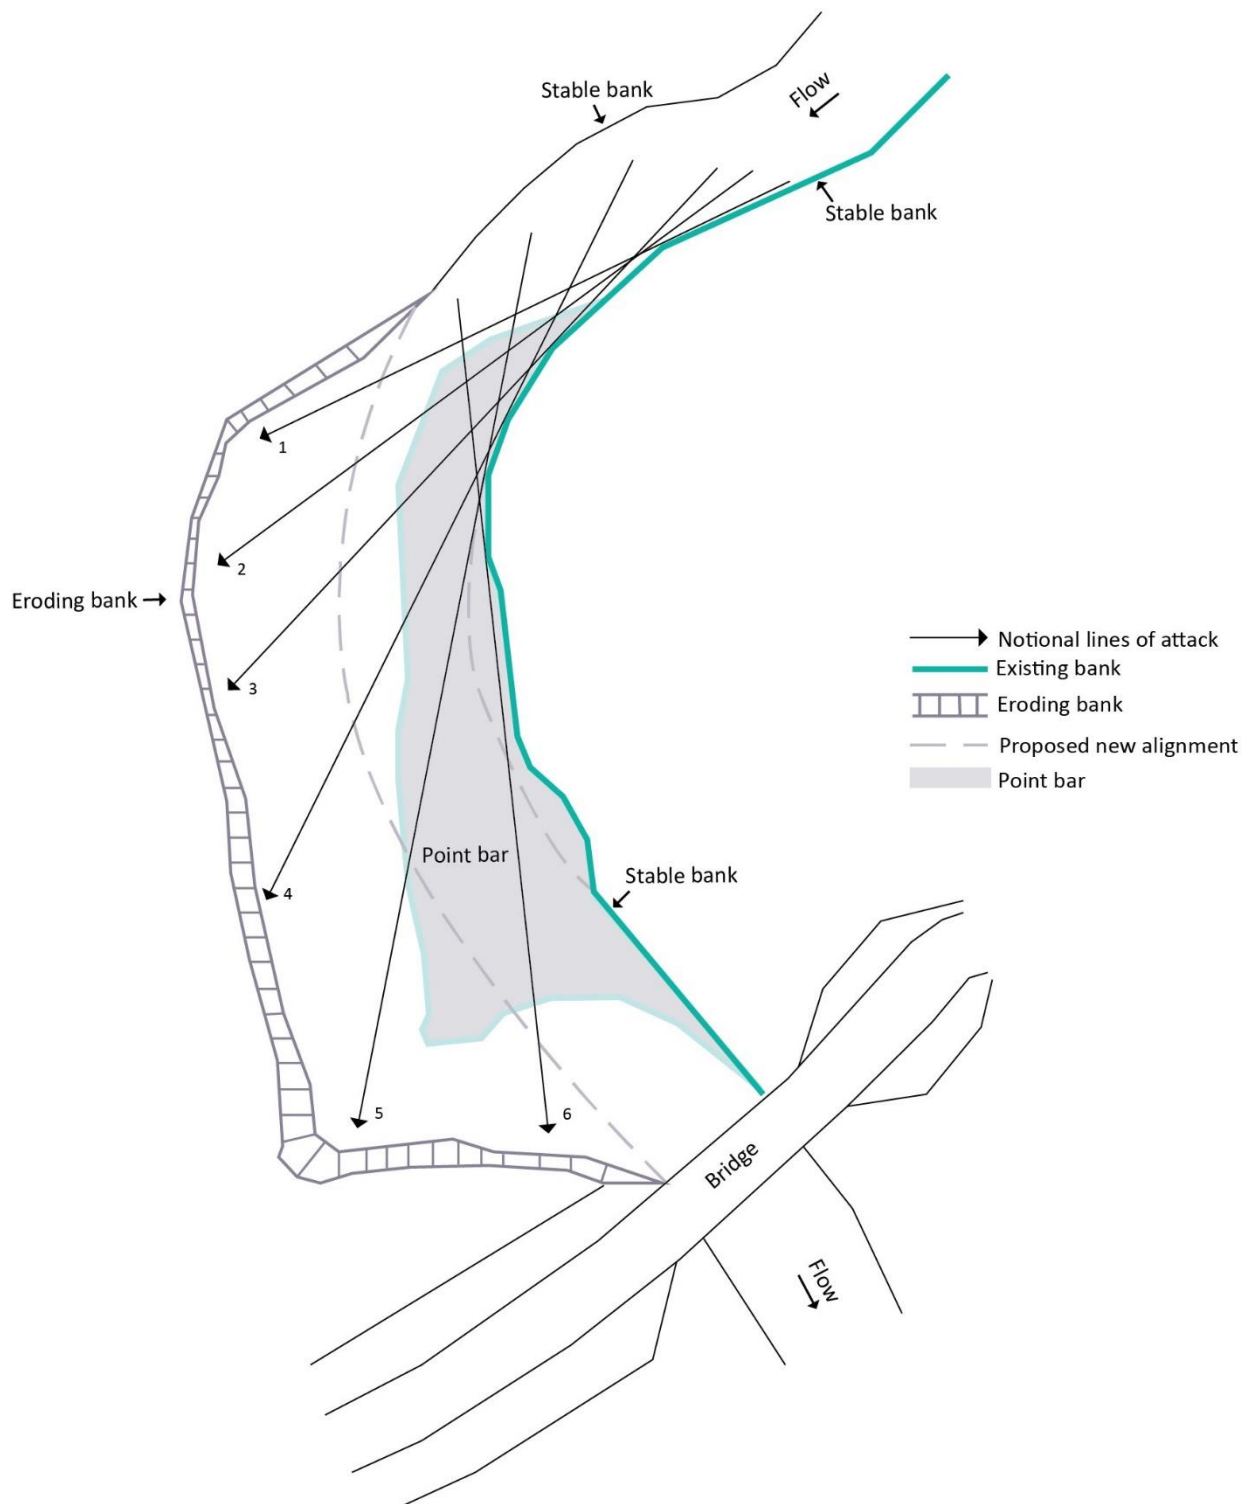 Stable bank
Flow
Stable bank
1
2
Eroding bank
3
Notional lines of attack
Existing bank
Eroding bank
Proposed new alignment
Point bar
Point bar
Stable bank
4
5
6
Bridge
Flow